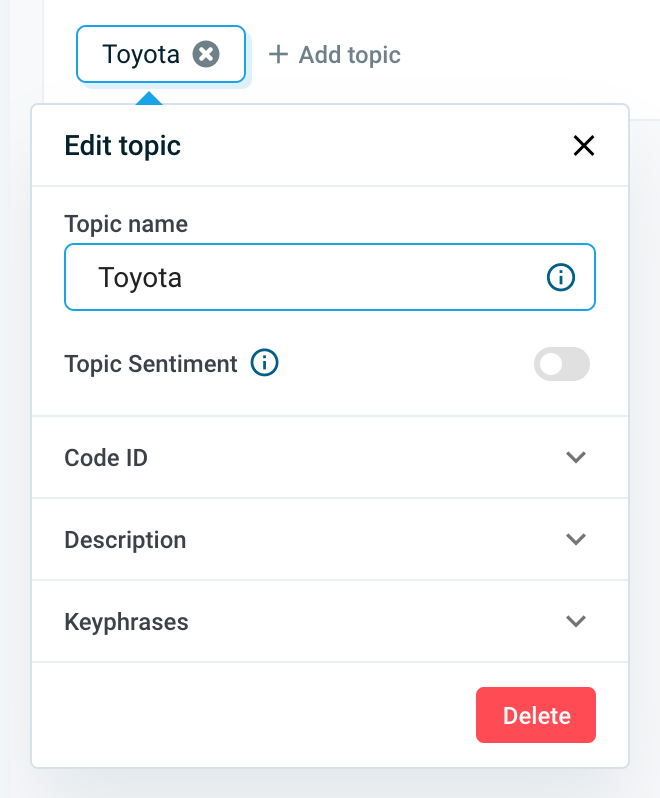 Toyota
+ Add topic
Edit topic
Topic name
Toyota
Topic Sentiment
Code ID
Description
Keyphrases
Delete